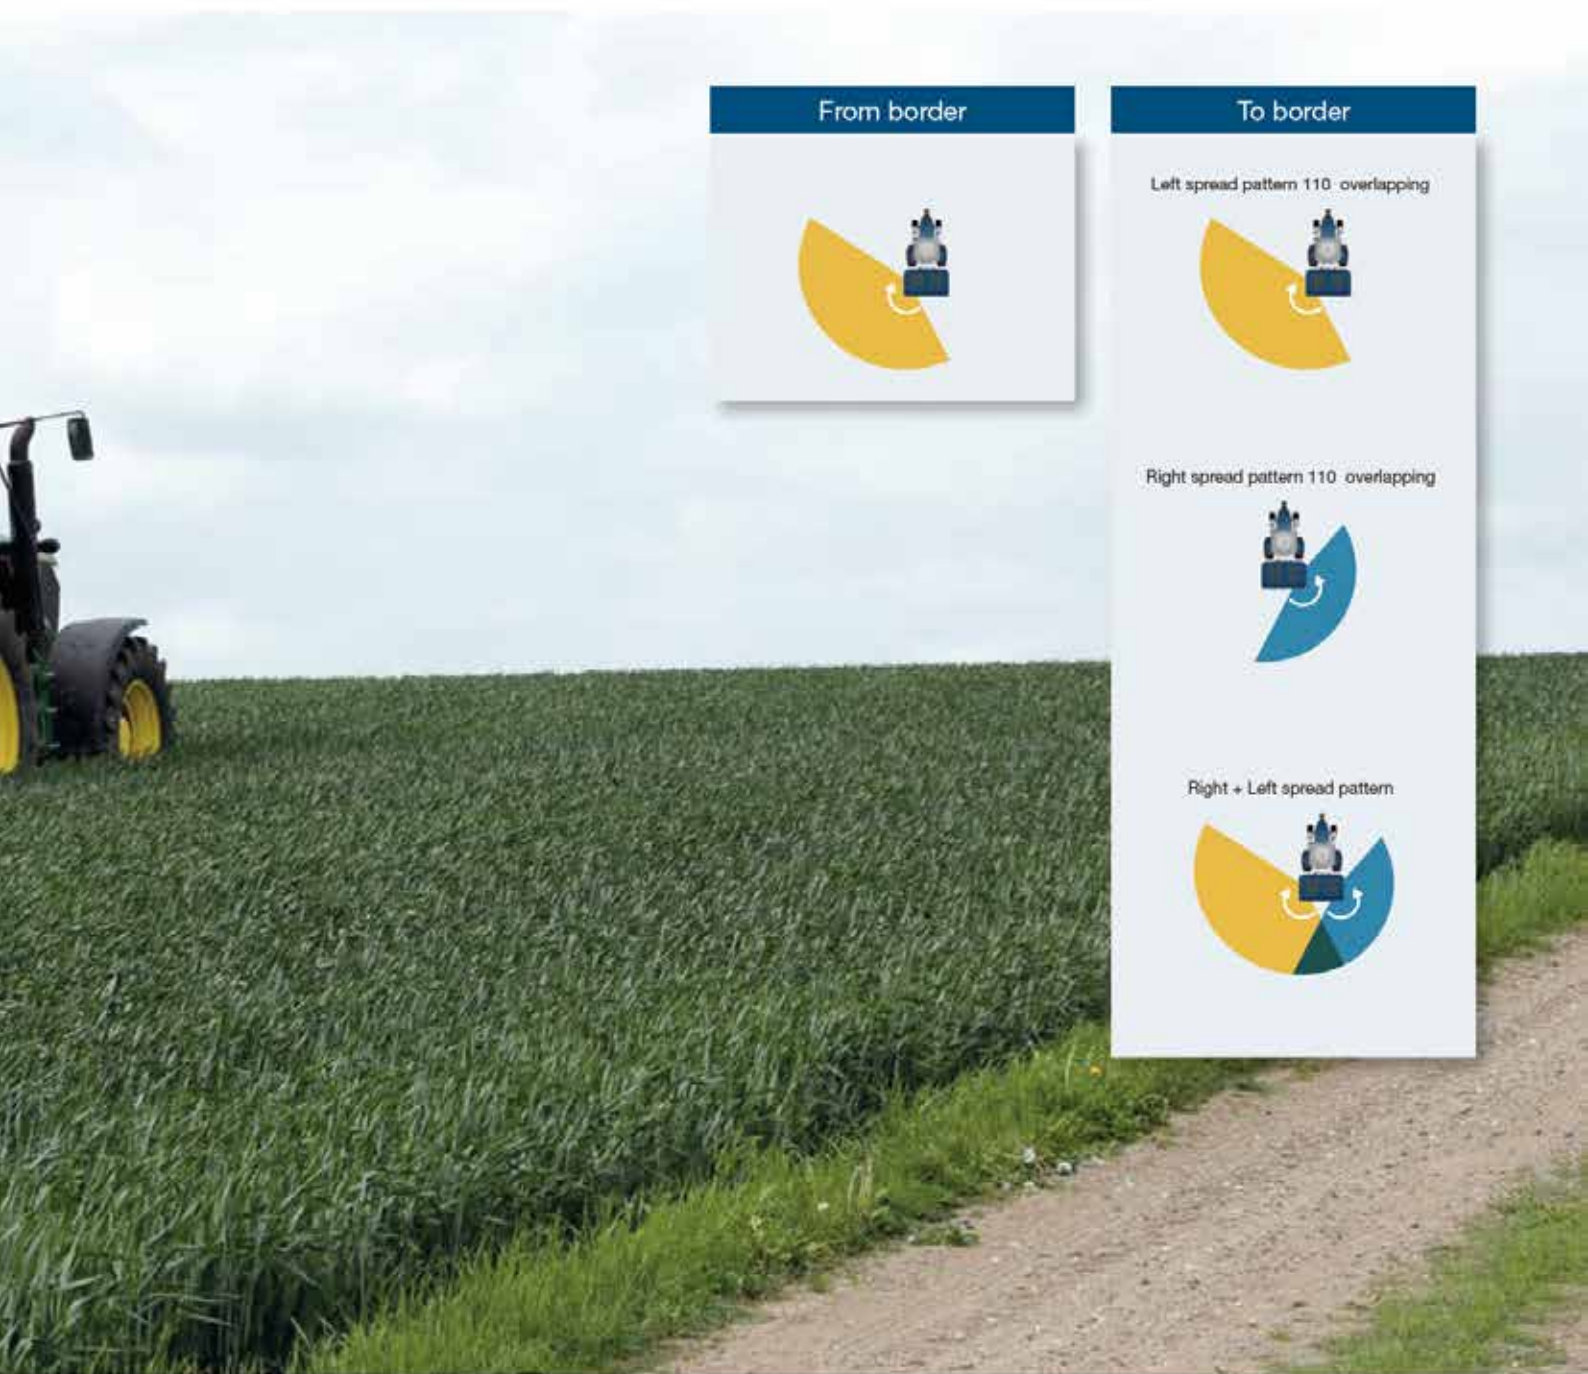 From border
To border
Left spread pattern 110 overlapping
Right spread pattern 110 overlapping
Right + Left spread pattern